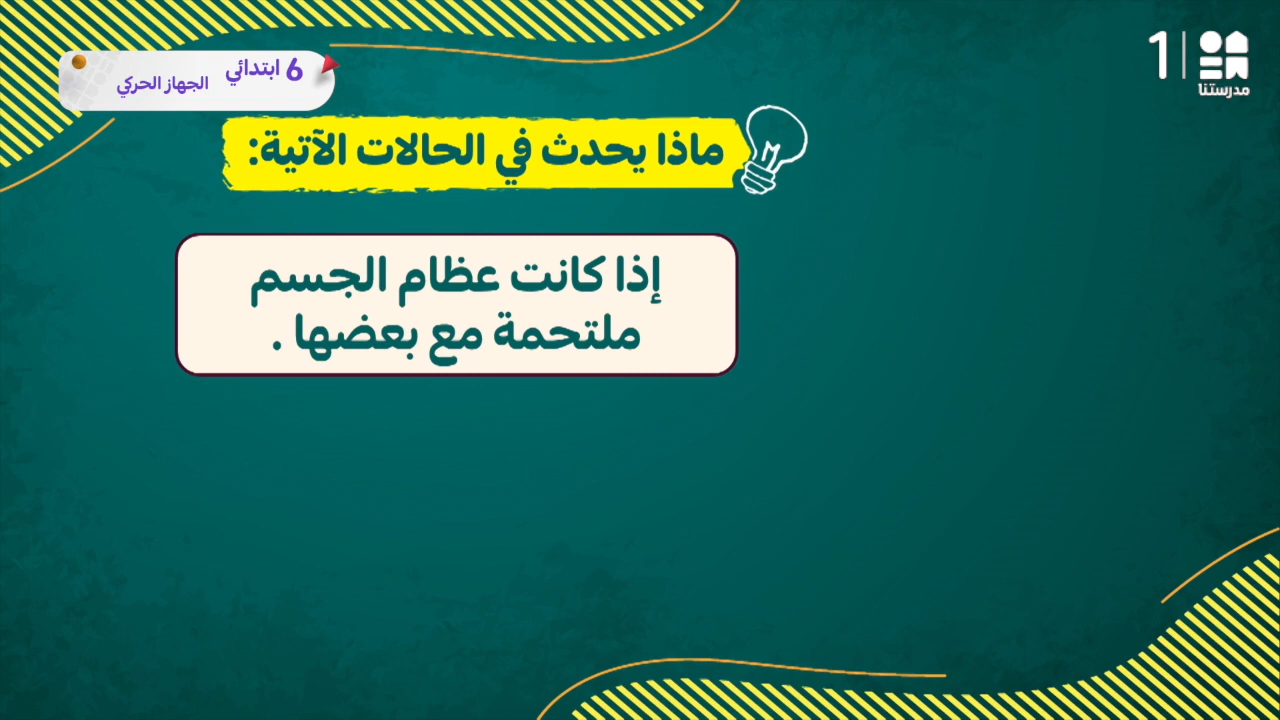 1
مدرستنا
6 ابتدائي
الجهاز الحركي
ماذا يحدث في الحالات الآتية:
إذا كانت عظام الجسم
ملتحمة مع بعضها .